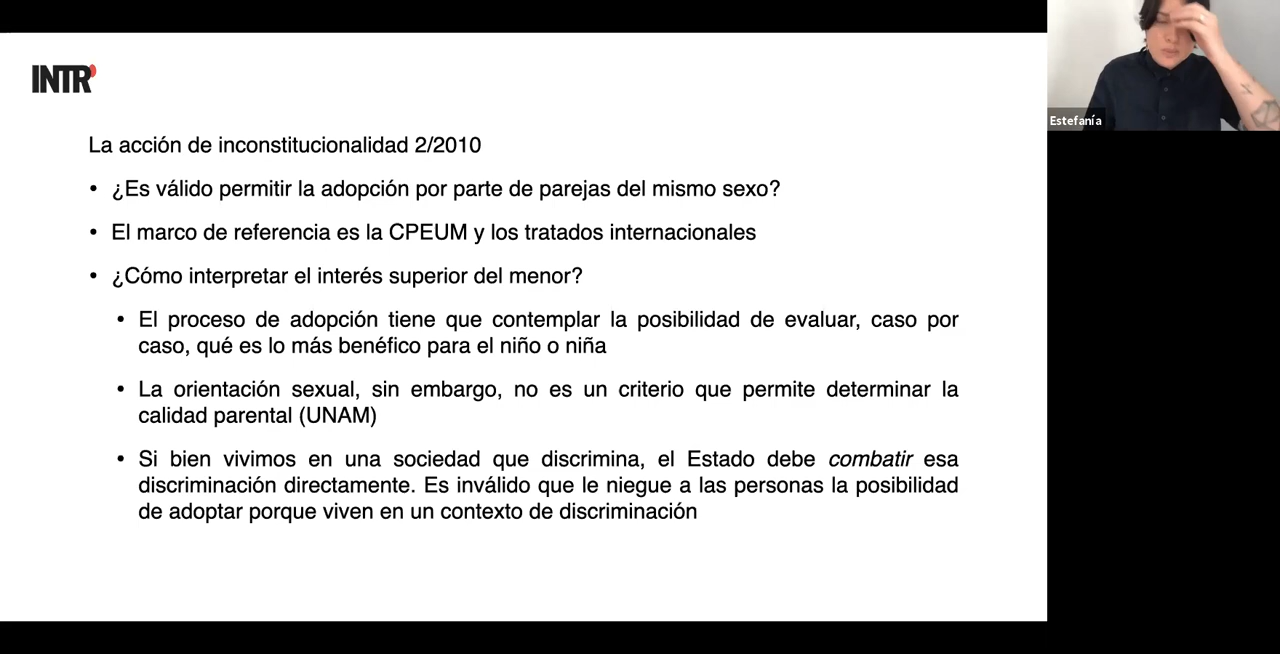 INTR'
La acción de inconstitucionalidad 2/2010
• ¿Es válido permitir la adopción por parte de parejas del mismo sexo?
• El marco de referencia es la CPEUM y los tratados internacionales
• ¿Cómo interpretar el interés superior del menor?
• El proceso de adopción tiene que contemplar la posibilidad de evaluar, caso por
caso, qué es lo más benéfico para el niño o niña
• La orientación sexual, sin embargo, no es un criterio que permite determinar la
calidad parental (UNAM)
• Si bien vivimos en una sociedad que discrimina, el Estado debe combatir esa
discriminación directamente. Es inválido que le niegue a las personas la posibilidad
de adoptar porque viven en un contexto de discriminación
Estefanía